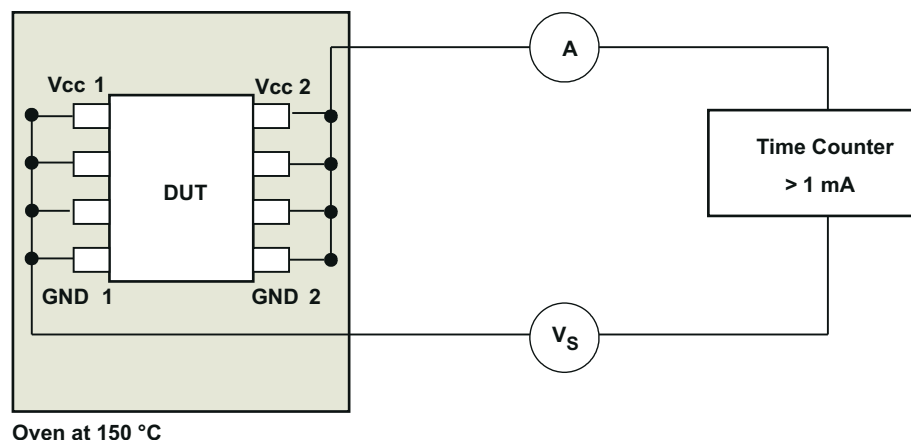 A
Vcc 1
Vcc 2
Time Counter
> 1 mA
DUT
GND 1
GND 2
VS
Oven at 150 °C